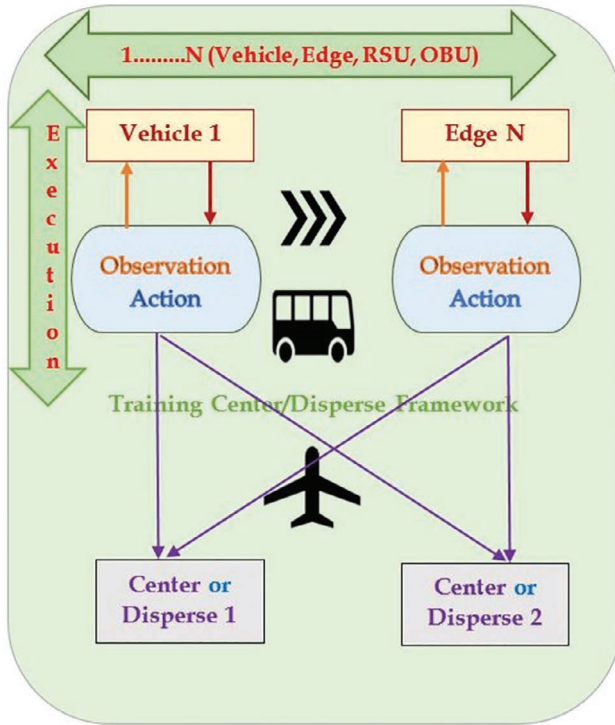 1.........N (Vehicle, Edge, RSU, OBU)
Execution
Vehicle 1
Edge N
Observation
Action
Observation
Action
Training Center/Disperse Framework
Center or
Disperse 1
Center or
Disperse 2